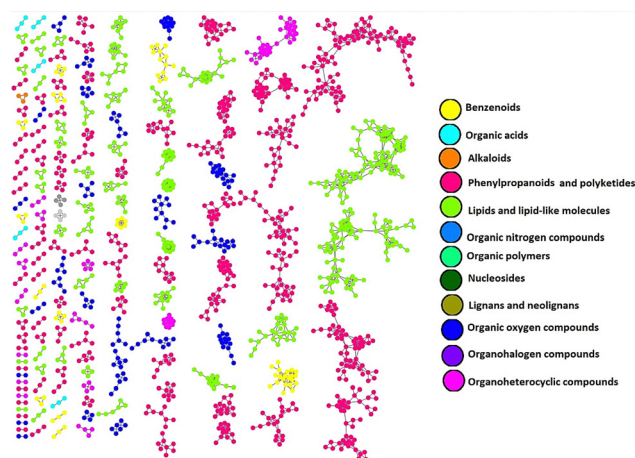 Benzenoids
Organic acids
Alkaloids
Phenylpropanoids and polyketides
Lipids and lipid-like molecules
Organic nitrogen compounds
Organic polymers
Nucleosides
Lignans and neolignans
Organic oxygen compounds
Organohalogen compounds
Organoheterocyclic compounds